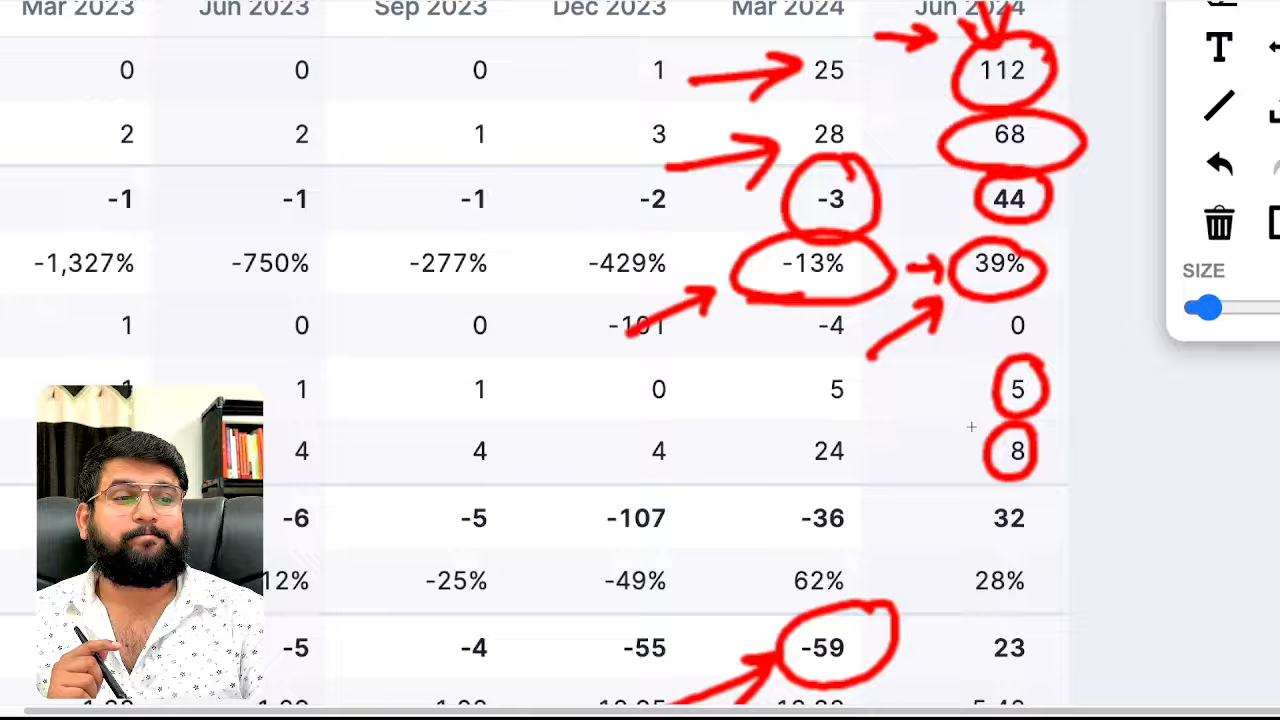 Mar 2023 Jun 2023 Sep 2023 Dec 2023 Mar 2024 Jun 2024
0 0 0 1 25 112
2 2 1 3 28 68
-1 -1 -1 -2 -3 44
-1,327% -750% -277% -429% -13% 39%
1 0 0 -101 -4 0
1 1 1 0 5 5
4 4 4 24 8
-6 -5 -107 -36 32
12% -25% -49% 62% 28%
-5 -4 -55 -59 23
T
SIZE